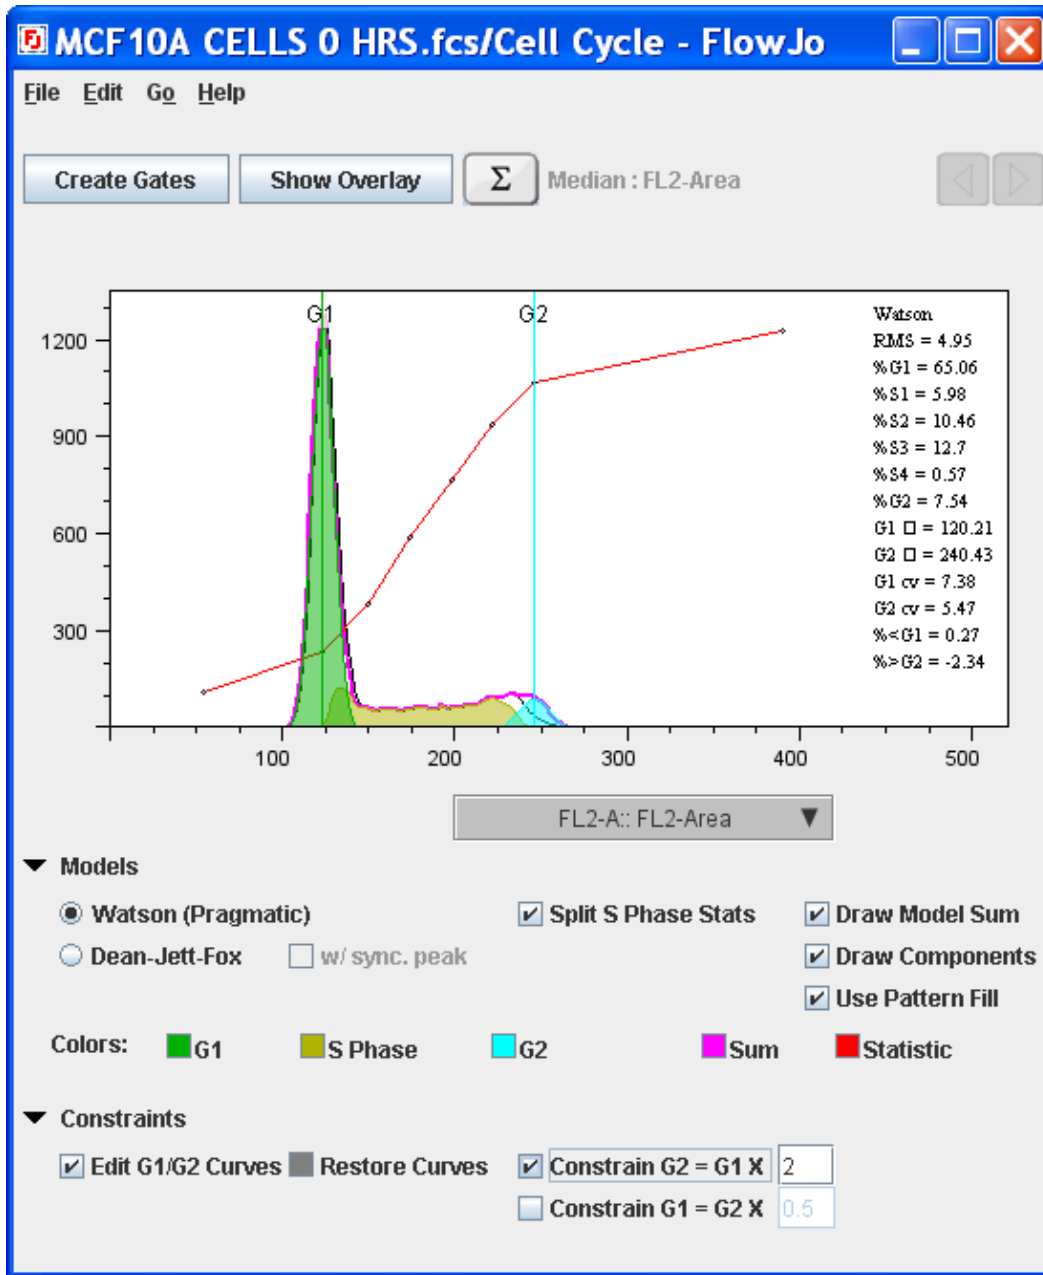 MCF10A CELLS 0 HRS.fcs/Cell Cycle - FlowJo
File Edit Go Help
Create Gates Show Overlay Σ Median : FL2-Area
G1 G2
Watson
RMS = 4.95
%G1 = 65.06
%S1 = 5.98
%S2 = 10.46
%S3 = 12.7
%S4 = 0.57
%G2 = 7.54
G1 □ = 120.21
G2 □ = 240.43
G1 cv = 7.38
G2 cv = 5.47
%<G1 = 0.27
%>G2 = -2.34
1200
900
600
300
100 200 300 400 500
FL2-A:: FL2-Area
Models
Watson (Pragmatic) Split S Phase Stats Draw Model Sum
Dean-Jett-Fox w/ sync. peak Draw Components
Use Pattern Fill
Colors: G1 S Phase G2 Sum Statistic
Constraints
Edit G1/G2 Curves Restore Curves Constrain G2 = G1 X 2
Constrain G1 = G2 X 0.5